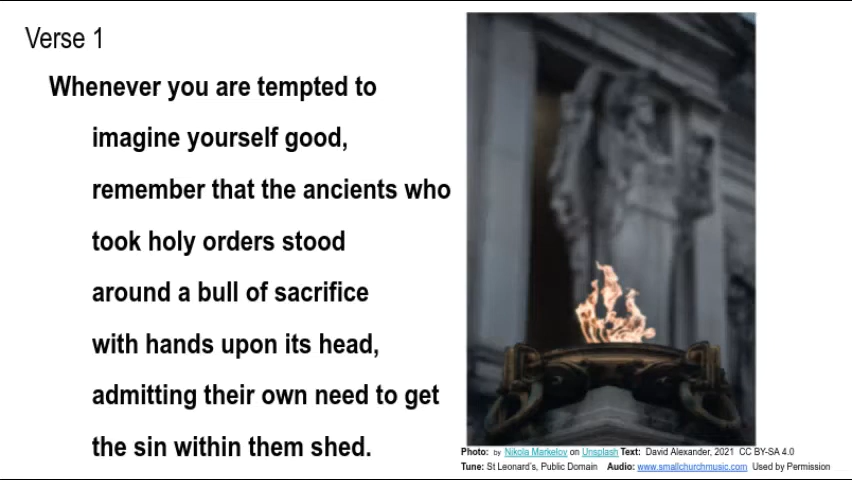 Verse 1
Whenever you are tempted to
imagine yourself good,
remember that the ancients who
took holy orders stood
around a bull of sacrifice
with hands upon its head,
admitting their own need to get
the sin within them shed.
Photo: by Nikola Markelov on Unsplash Text: David Alexander, 2021 CC BY-SA 4.0
Tune: St Leonard's, Public Domain Audio: www.smallchurchmusic.com Used by Permission